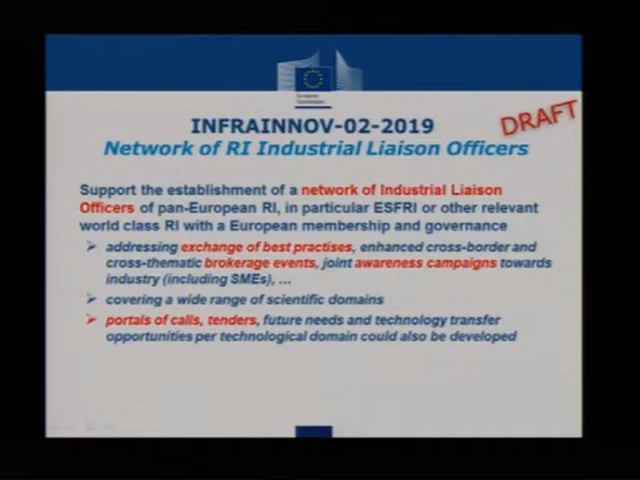 European
Commission
INFRAINNOV-02-2019
DRAFT
Network of RI Industrial Liaison Officers
Support the establishment of a network of Industrial Liaison
Officers of pan-European RI, in particular ESFRI or other relevant
world class RI with a European membership and governance
addressing exchange of best practises, enhanced cross-border and
cross-thematic brokerage events, joint awareness campaigns towards
industry (including SMEs), ...
covering a wide range of scientific domains
portals of calls, tenders, future needs and technology transfer
opportunities per technological domain could also be developed